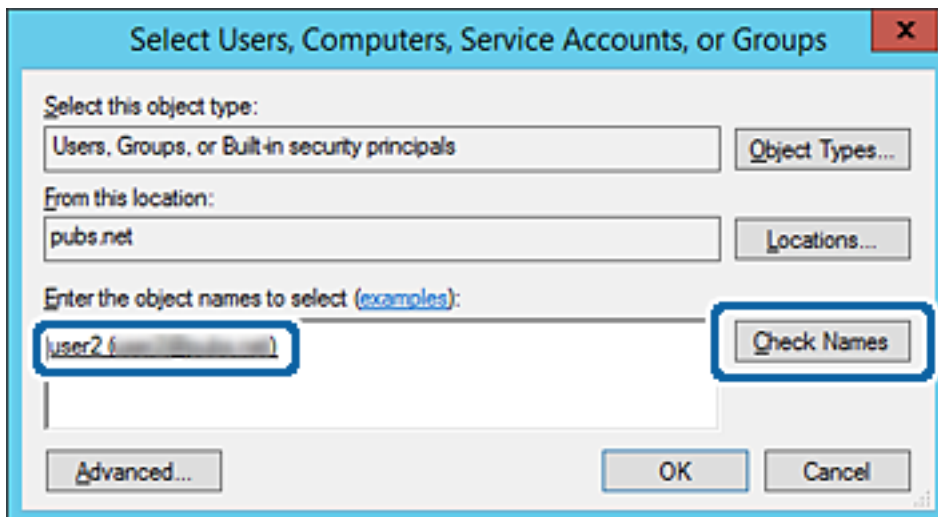 Select Users, Computers, Service Accounts, or Groups
x
Select this object type:
Users, Groups, or Built-in security principals
Object Types...
From this location:
pubs.net
Locations...
Enter the object names to select (examples):
user2 (
)
Check Names
Advanced...
OK
Cancel